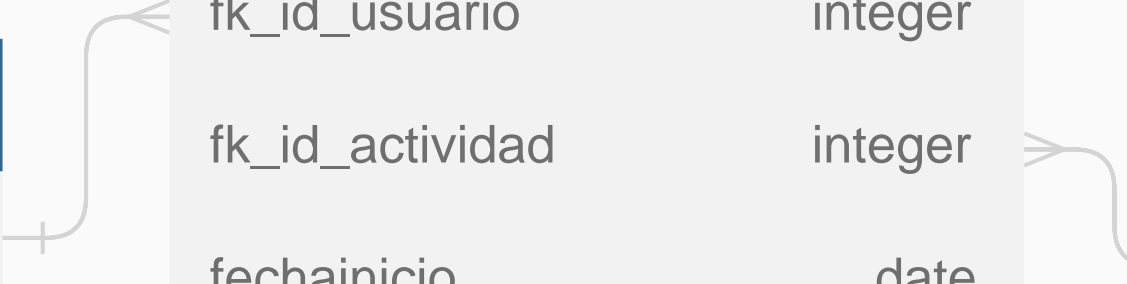 fk_id_usuario integer
fk_id_actividad integer
fechainicio date